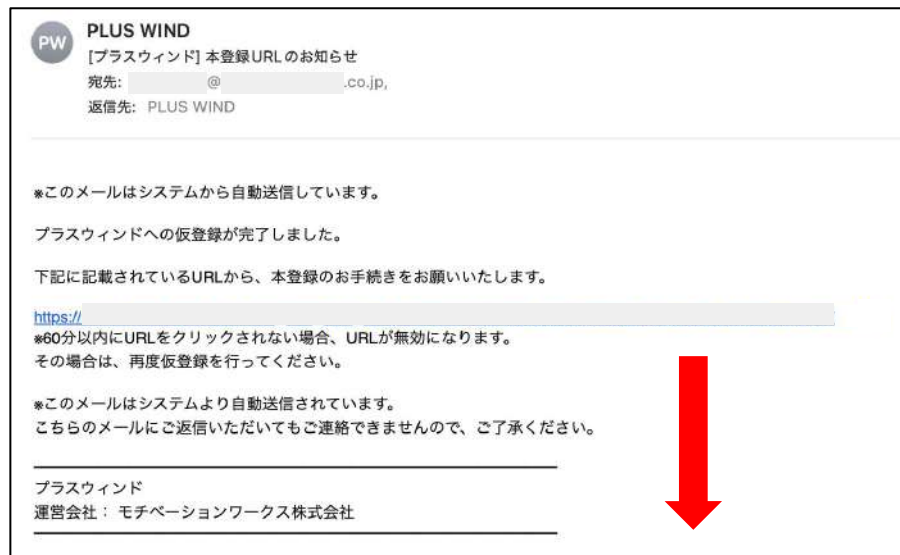 PW
PLUS WIND
[プラスウィンド] 本登録URLのお知らせ
宛先: @ .co.jp,
返信先: PLUS WIND
※このメールはシステムから自動送信しています。
プラスウィンドへの仮登録が完了しました。
下記に記載されているURLから、本登録のお手続きをお願いいたします。
https://
※60分以内にURLをクリックされない場合、URLが無効になります。
その場合は、再度仮登録を行ってください。
※このメールはシステムより自動送信されています。
こちらのメールにご返信いただいてもご連絡できませんので、ご了承ください。
プラスウィンド
運営会社： モチベーションワークス株式会社